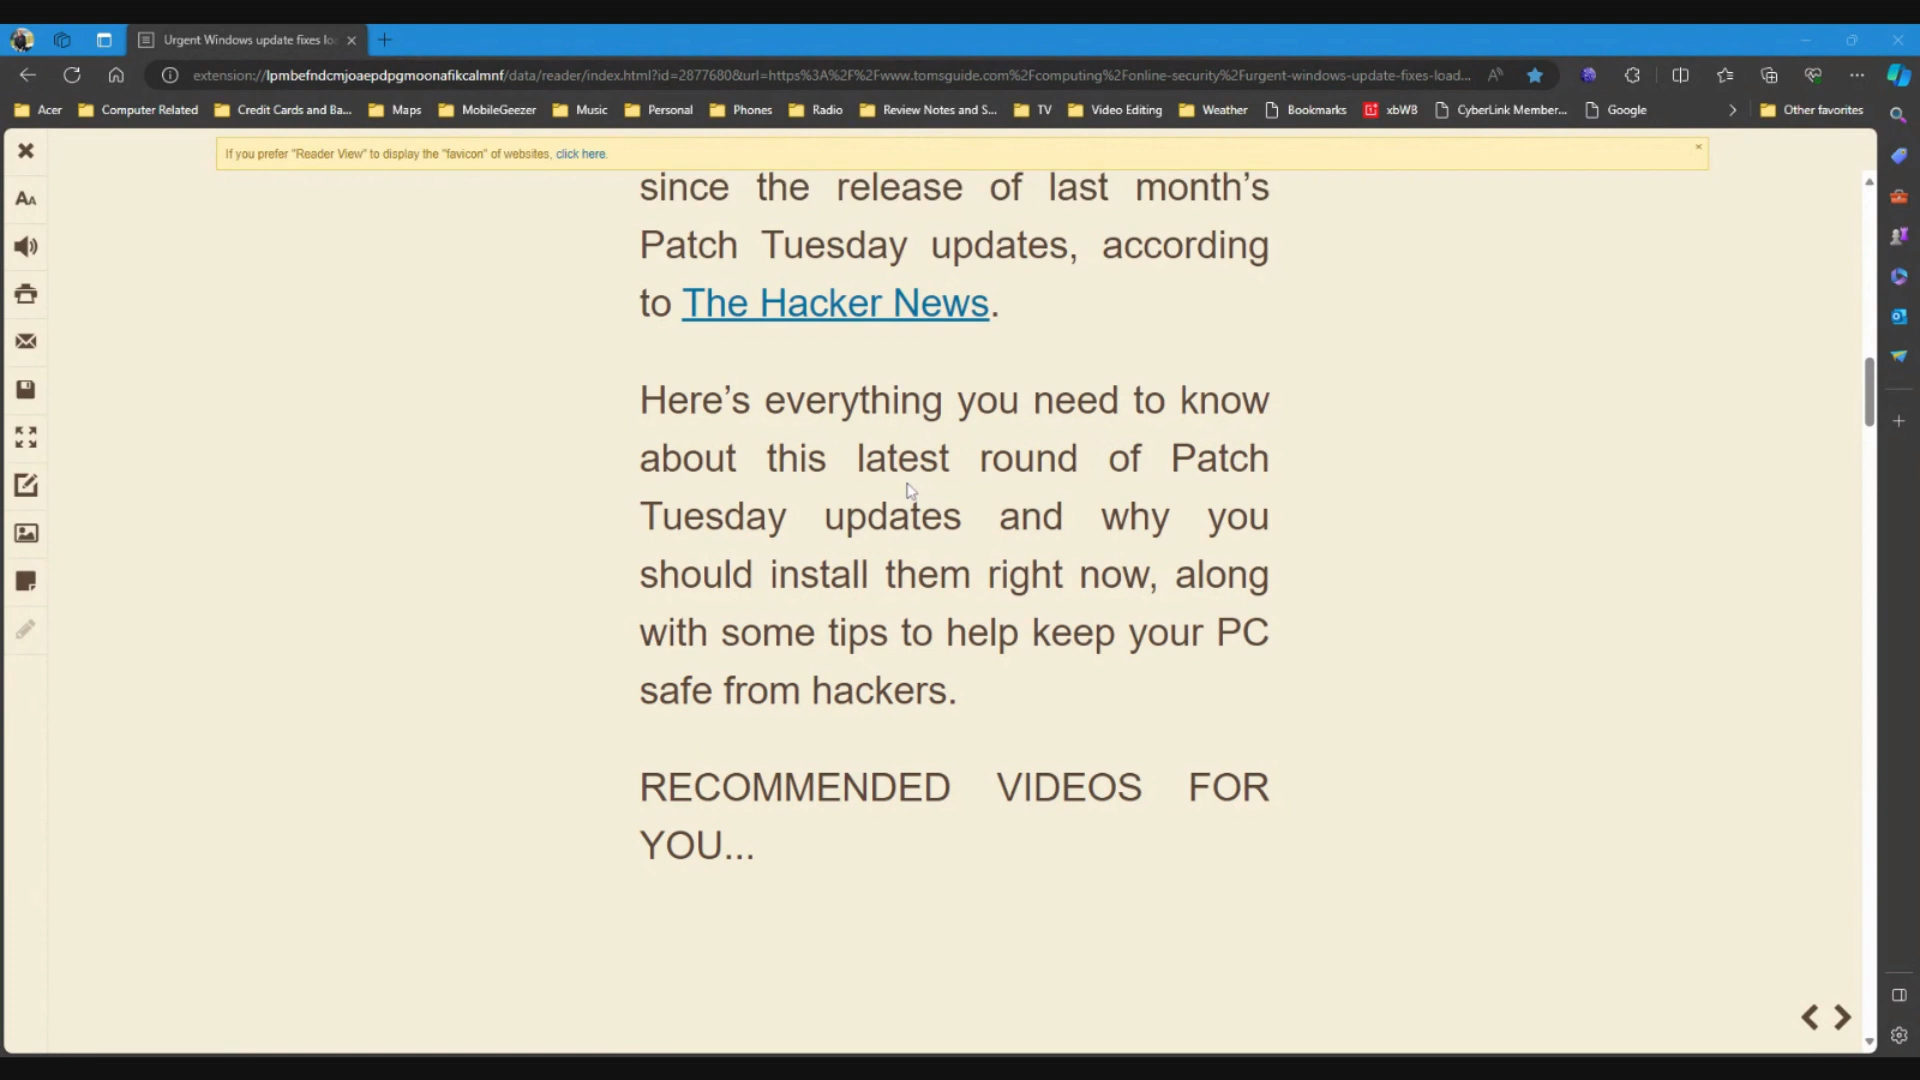 Urgent Windows update fixes lo
extension://lpmbefndcmjoaepdpgmoonafikcalmnf/data/reader/index.html?id=2877680&url=https%3A%2F%2Fwww.tomsguide.com%2Fcomputing%2Fonline-security%2Furgent-windows-update-fixes-load...
Acer Computer Related Credit Cards and Ba... Maps MobileGeezer Music Personal Phones Radio Review Notes and S... TV Video Editing Weather Bookmarks xbWB CyberLink Member... Google Other favorites
If you prefer "Reader View" to display the "favicon" of websites, click here.
since the release of last month’s
Patch Tuesday updates, according
to The Hacker News.
Here’s everything you need to know
about this latest round of Patch
Tuesday updates and why you
should install them right now, along
with some tips to help keep your PC
safe from hackers.
RECOMMENDED VIDEOS FOR
YOU...